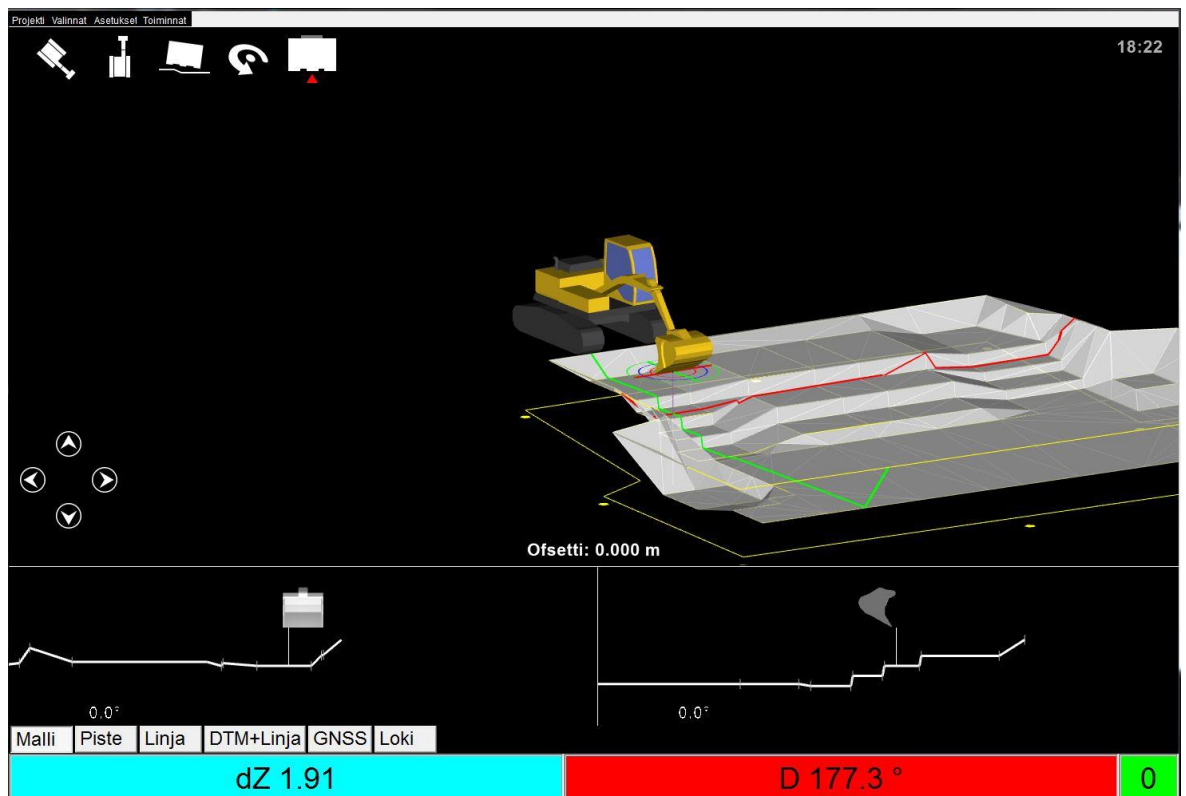 Projekti Valinnat Asetukset Toiminnat
18:22
Ofsetti: 0.000 m
0.0°
0.0°
Malli Piste Linja DTM+Linja GNSS Loki
dZ 1.91
D 177.3 °
0